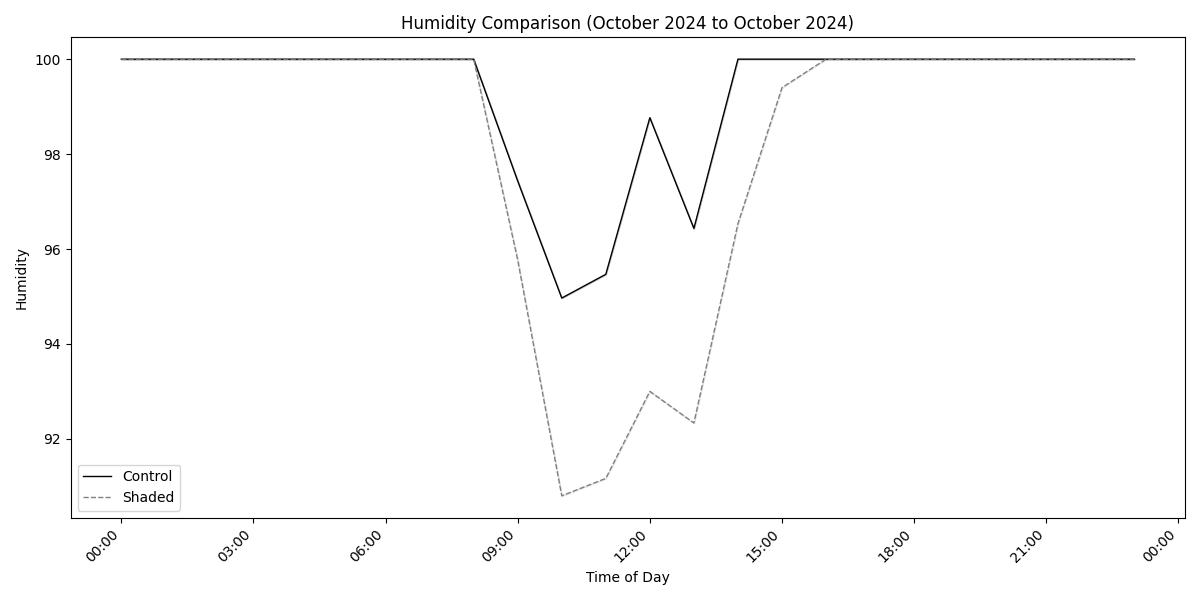 Humidity Comparison (October 2024 to October 2024)
100
98
96
94
92
Humidity
Control
Shaded
00:00
03:00
06:00
09:00
12:00
15:00
18:00
21:00
00:00
Time of Day